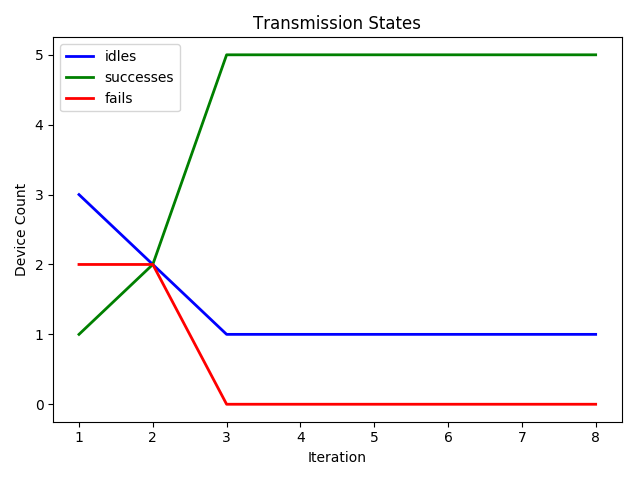 Transmission States
idles
successes
fails
Device Count
5
4
3
2
1
0
1 2 3 4 5 6 7 8
Iteration